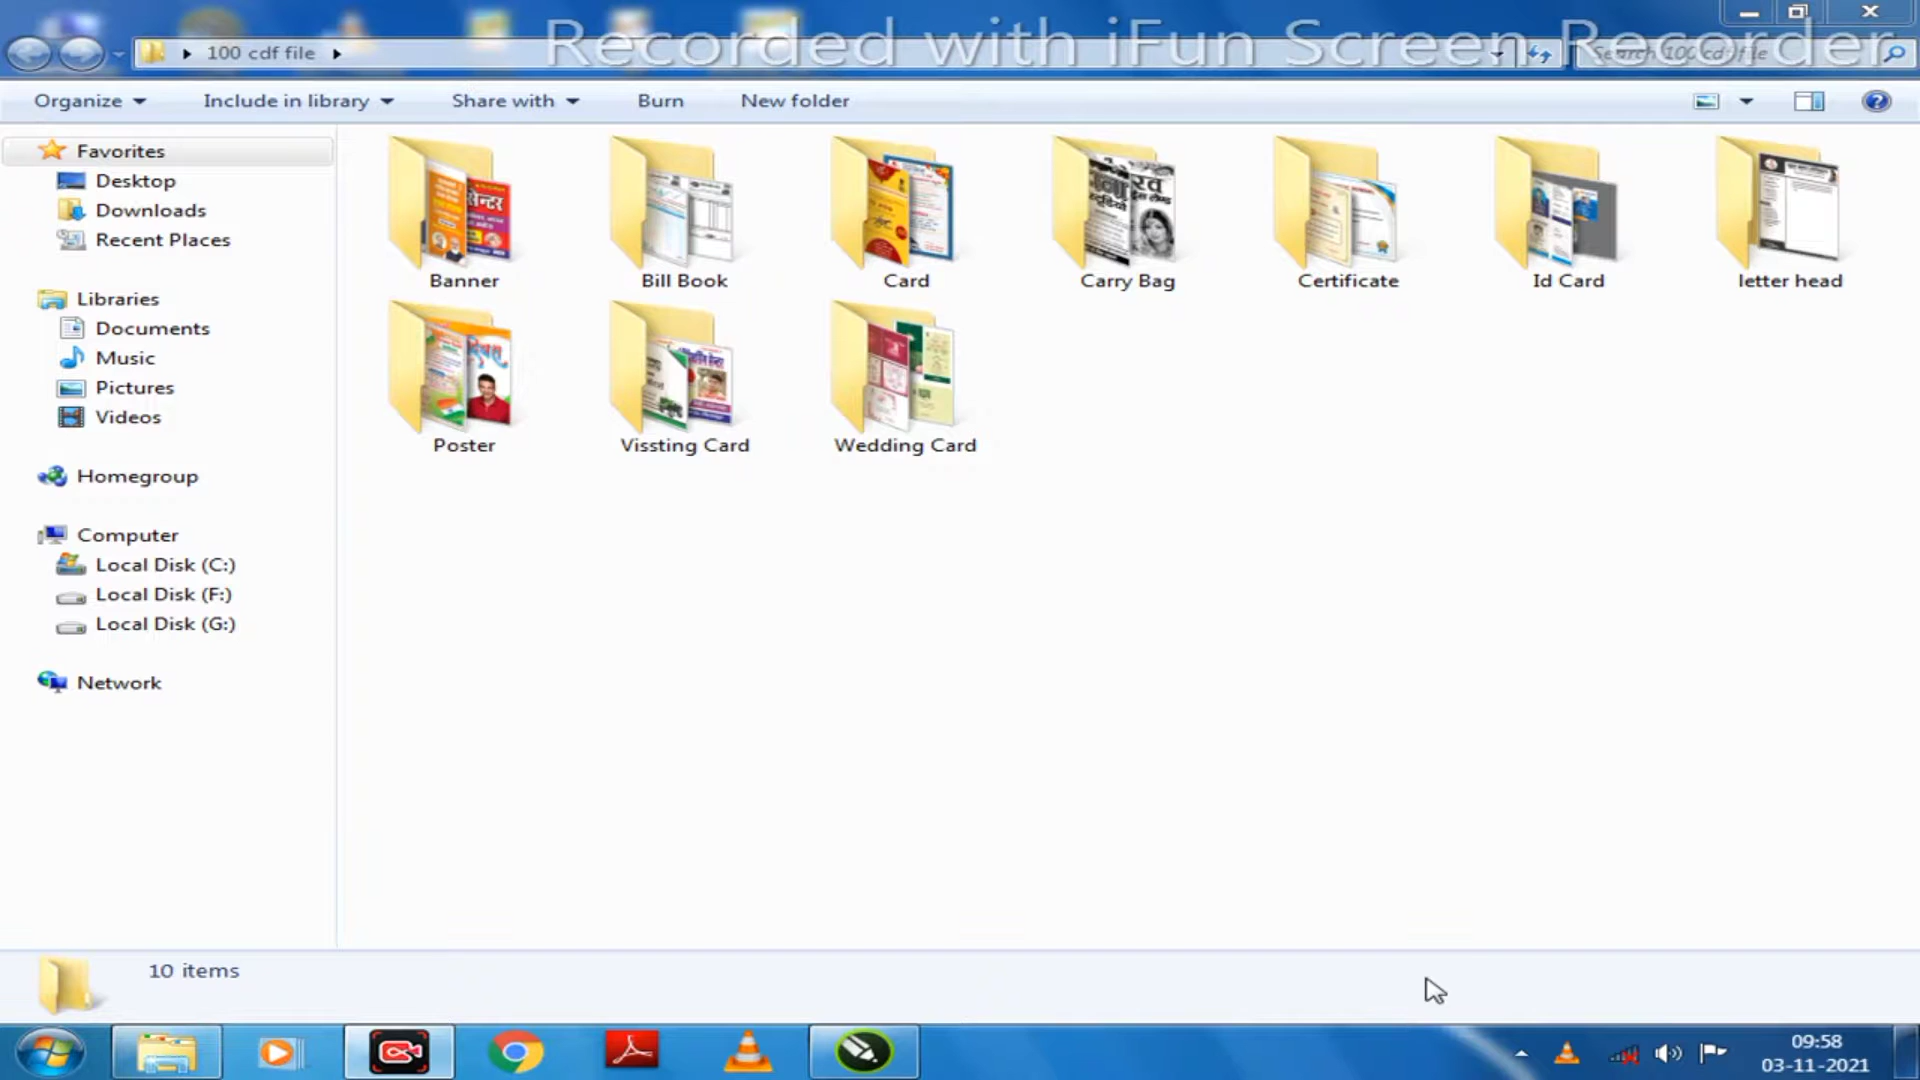 Recorded with iFun Screen Recorder
100 cdf file
Search 100 cdf file
Organize
Include in library
Share with
Burn
New folder
Favorites
Desktop
Downloads
Recent Places
Libraries
Documents
Music
Pictures
Videos
Homegroup
Computer
Local Disk (C:)
Local Disk (F:)
Local Disk (G:)
Network
सेन्टर
Banner
Bill Book
Card
Carry Bag
Certificate
Id Card
letter head
Poster
Vissting Card
Wedding Card
10 items
09:58
03-11-2021